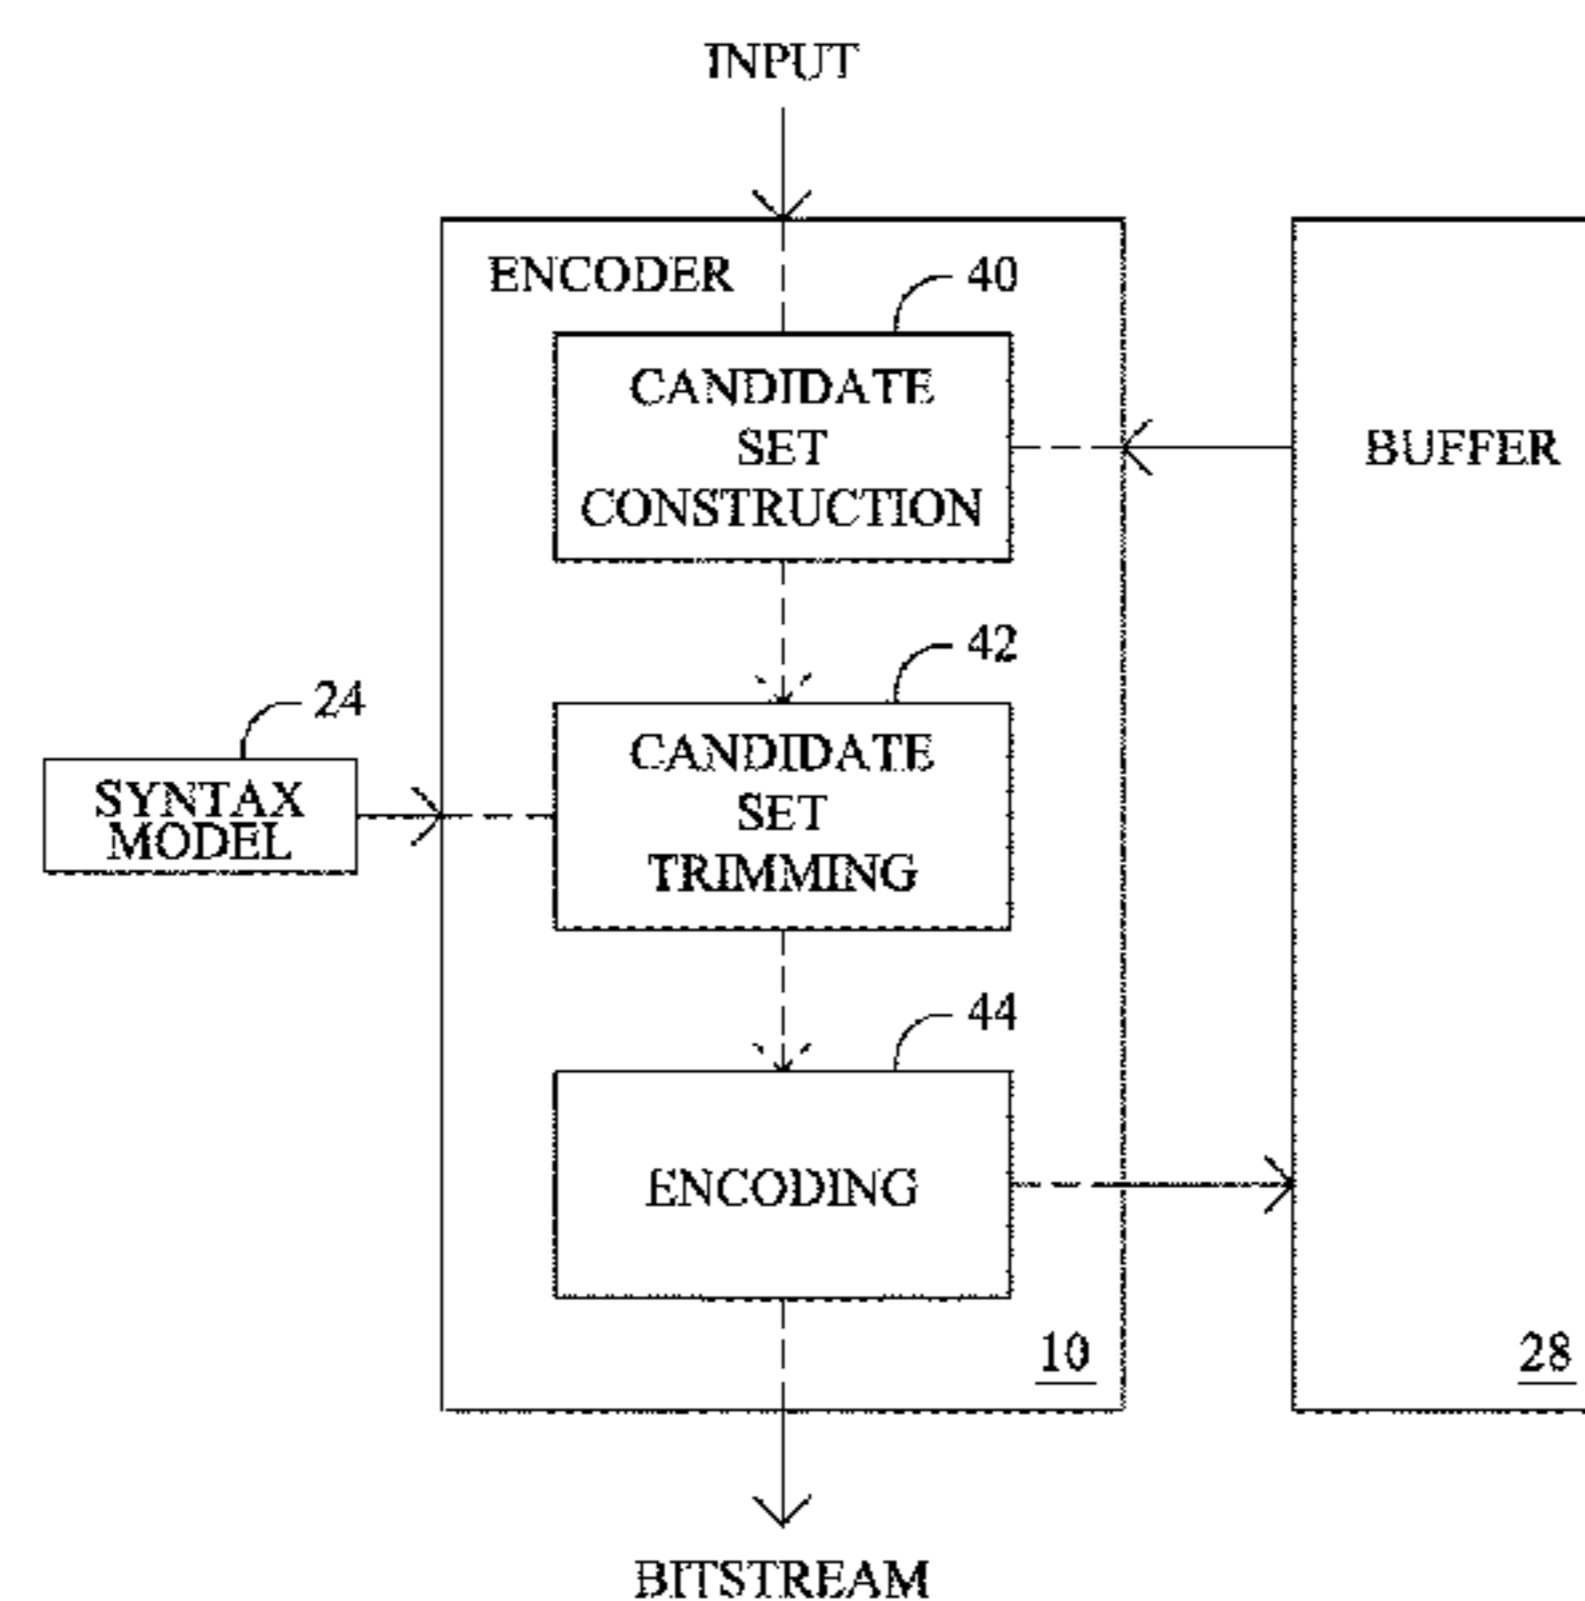 INPUT
ENCODER
40
CANDIDATE
SET
CONSTRUCTION
BUFFER
42
CANDIDATE
SET
TRIMMING
24
SYNTAX
MODEL
44
ENCODING
10
28
BITSTREAM